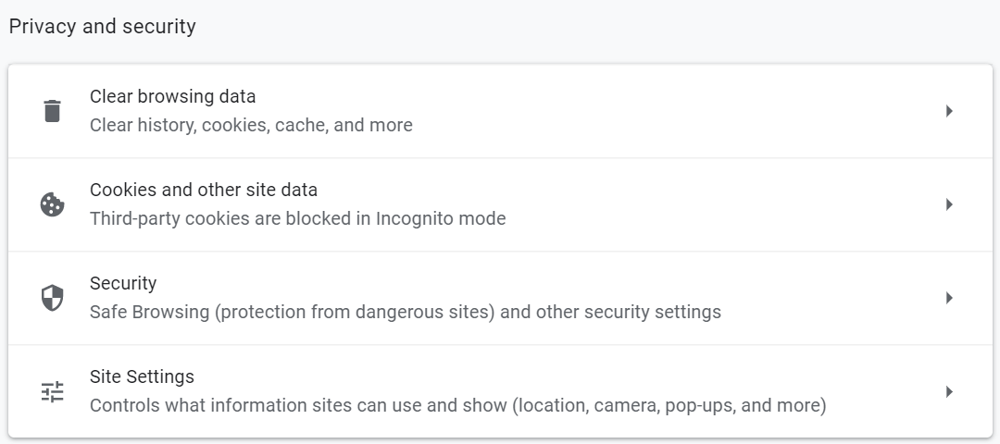 Privacy and security
Clear browsing data
Clear history, cookies, cache, and more
Cookies and other site data
Third-party cookies are blocked in Incognito mode
Security
Safe Browsing (protection from dangerous sites) and other security settings
Site Settings
Controls what information sites can use and show (location, camera, pop-ups, and more)